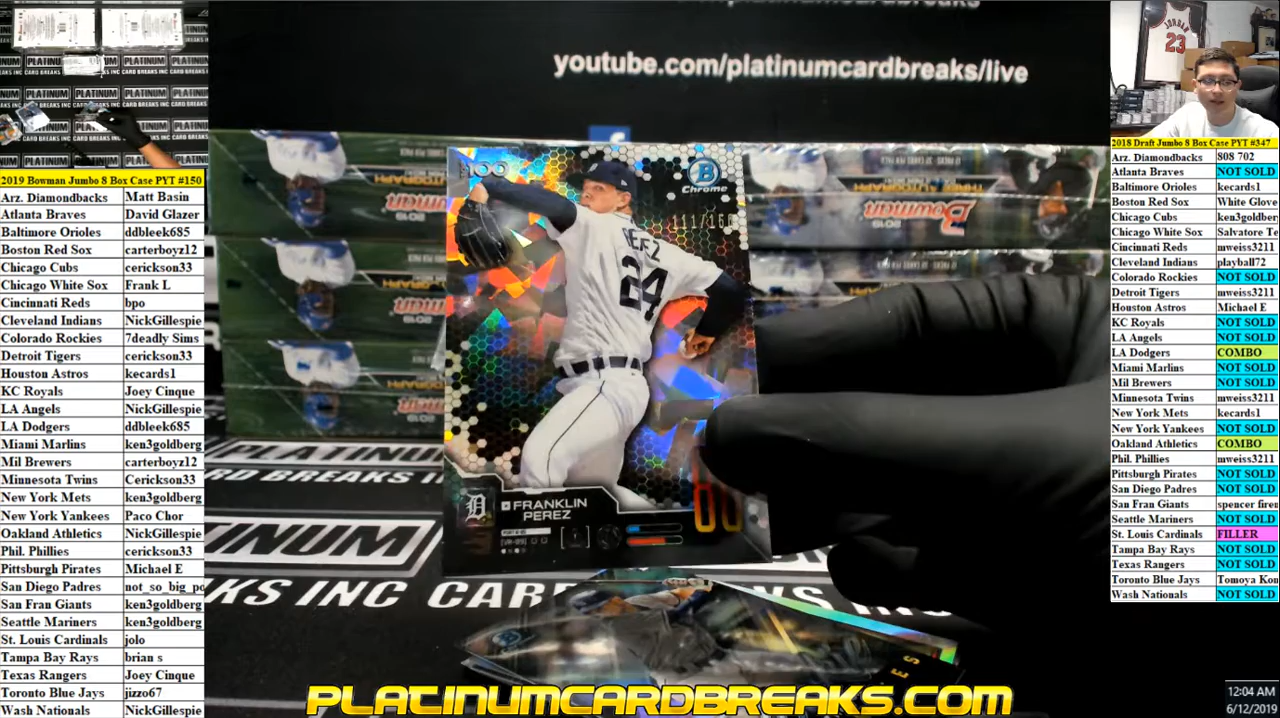 youtube.com/platinumcardbreaks/live
JORDAN
23
2019 Bowman Jumbo 8 Box Case PYT #150
Arz. Diamondbacks Matt Basin
Atlanta Braves David Glazer
Baltimore Orioles ddbleek685
Boston Red Sox carterboyz12
Chicago Cubs cerickson33
Chicago White Sox Frank L
Cincinnati Reds bpo
Cleveland Indians NickGillespie
Colorado Rockies 7deadly Sims
Detroit Tigers cerickson33
Houston Astros kecards1
KC Royals Joey Cinque
LA Angels NickGillespie
LA Dodgers ddbleek685
Miami Marlins ken3goldberg
Mil Brewers carterboyz12
Minnesota Twins Cerickson33
New York Mets ken3goldberg
New York Yankees Paco Chor
Oakland Athletics NickGillespie
Phil. Phillies cerickson33
Pittsburgh Pirates Michael E
San Diego Padres not_so_big_po
San Fran Giants ken3goldberg
Seattle Mariners ken3goldberg
St. Louis Cardinals jolo
Tampa Bay Rays brian s
Texas Rangers Joey Cinque
Toronto Blue Jays jizzo67
Wash Nationals NickGillespie
B
Chrome
24
FRANKLIN
PEREZ
Bowman
2018 Draft Jumbo 8 Box Case PYT #347
Arz. Diamondbacks 808 702
Atlanta Braves NOT SOLD
Baltimore Orioles kecards1
Boston Red Sox White Glove
Chicago Cubs ken3goldber
Chicago White Sox Salvatore Te
Cincinnati Reds mweiss3211
Cleveland Indians playball72
Colorado Rockies NOT SOLD
Detroit Tigers mweiss3211
Houston Astros Michael E
KC Royals NOT SOLD
LA Angels NOT SOLD
LA Dodgers COMBO
Miami Marlins NOT SOLD
Mil Brewers NOT SOLD
Minnesota Twins mweiss3211
New York Mets kecards1
New York Yankees NOT SOLD
Oakland Athletics COMBO
Phil. Phillies mweiss3211
Pittsburgh Pirates NOT SOLD
San Diego Padres NOT SOLD
San Fran Giants spencer firen
Seattle Mariners NOT SOLD
St. Louis Cardinals FILLER
Tampa Bay Rays NOT SOLD
Texas Rangers NOT SOLD
Toronto Blue Jays Tomoya Kon
Wash Nationals NOT SOLD
PLATINUMCARDBREAKS.COM
12:04 AM
6/12/2019